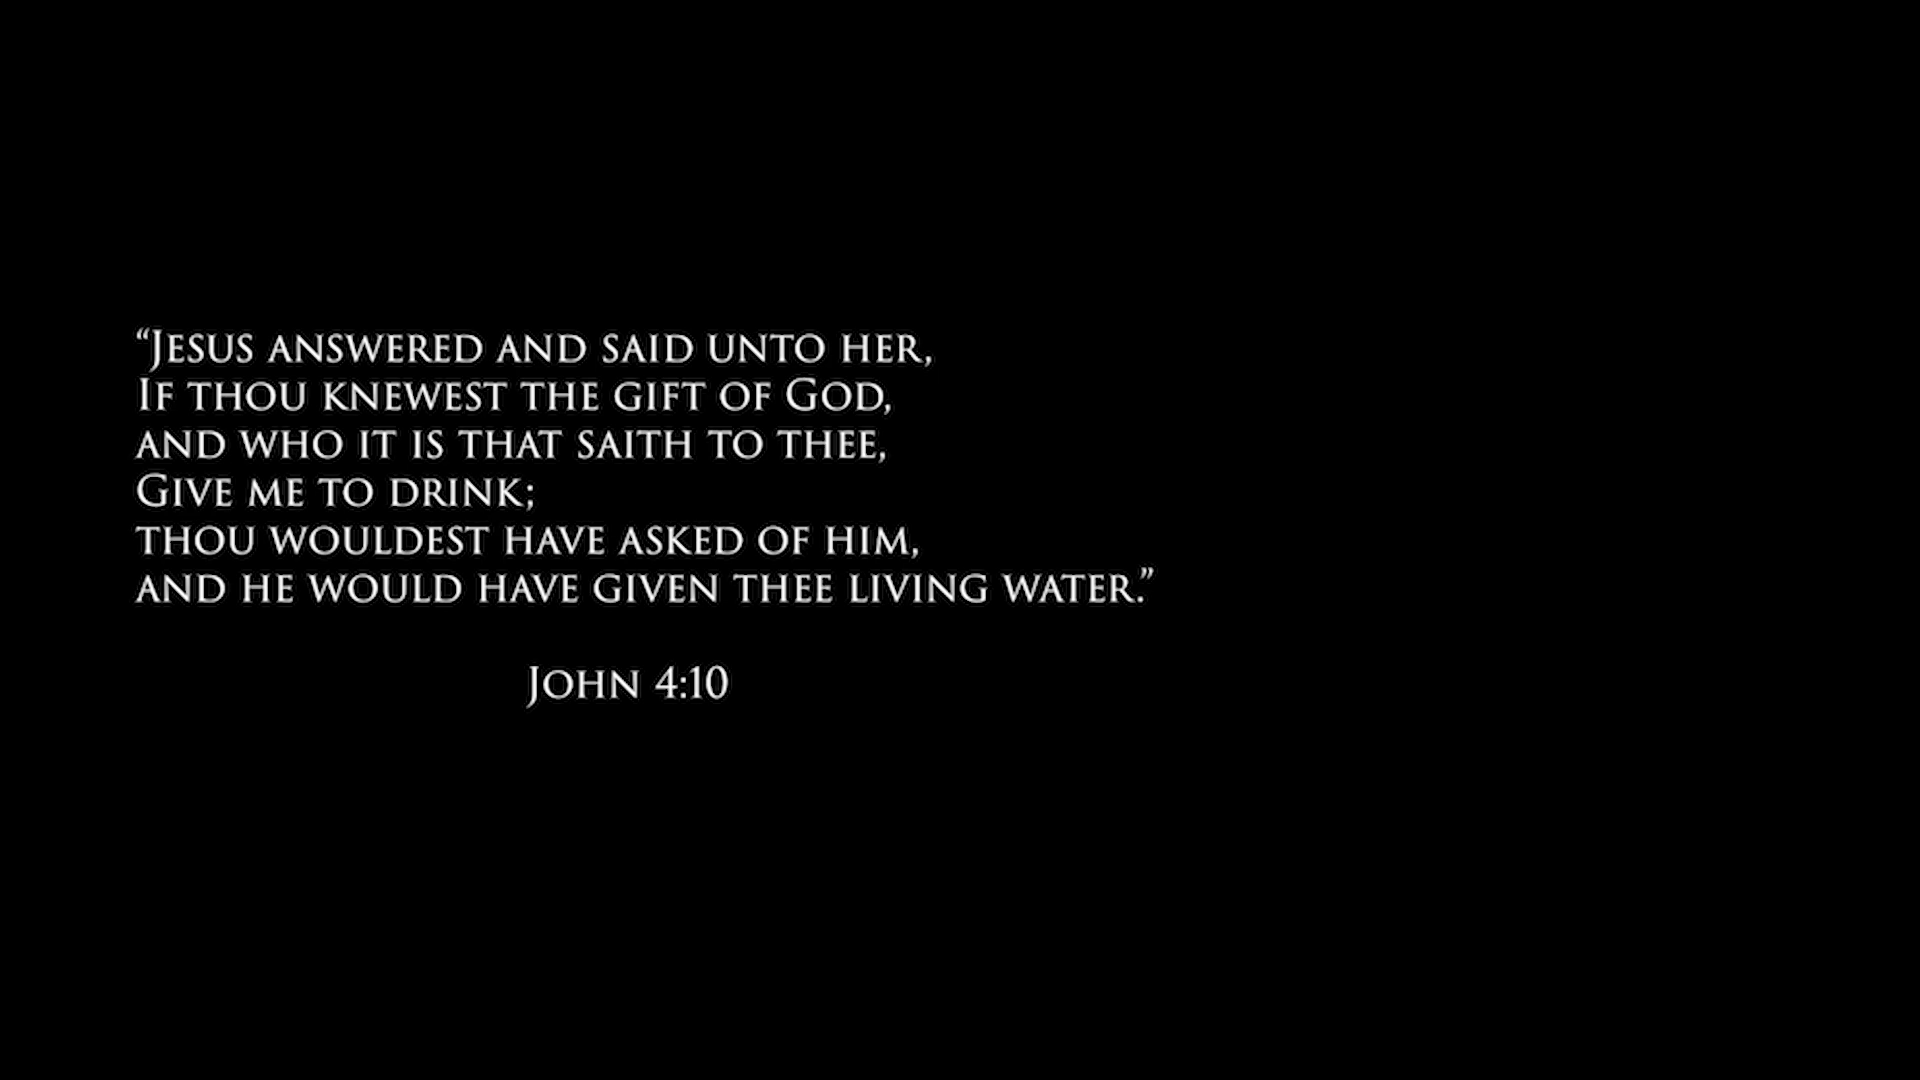 “Jesus answered and said unto her,
If thou knewest the gift of God,
and who it is that saith to thee,
Give me to drink;
thou wouldest have asked of him,
and he would have given thee living water.”
John 4:10